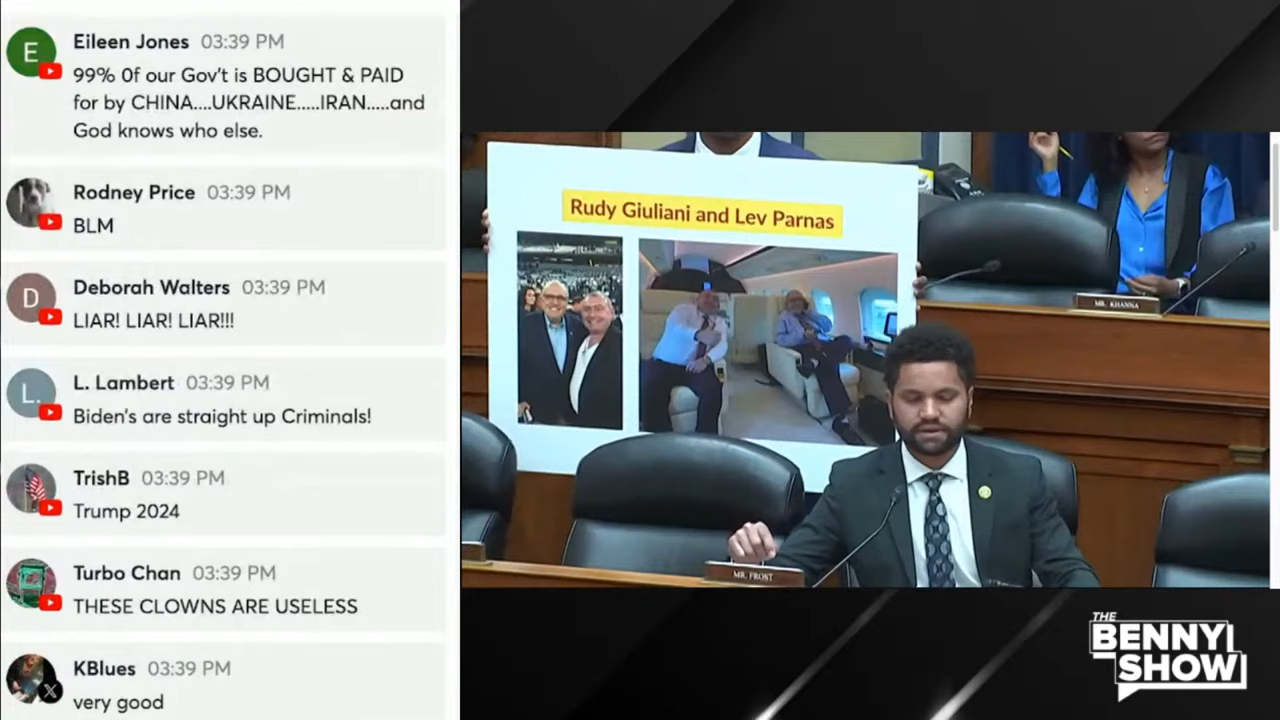 Eileen Jones 03:39 PM
99% 0f our Gov't is BOUGHT & PAID
for by CHINA....UKRAINE.....IRAN.....and
God knows who else.
Rodney Price 03:39 PM
BLM
Deborah Walters 03:39 PM
LIAR! LIAR! LIAR!!!
L. Lambert 03:39 PM
Biden's are straight up Criminals!
TrishB 03:39 PM
Trump 2024
Turbo Chan 03:39 PM
THESE CLOWNS ARE USELESS
KBlues 03:39 PM
very good
E
D
L.
Rudy Giuliani and Lev Parnas
MR. KHANNA
MR. FROST
THE
BENNY
SHOW